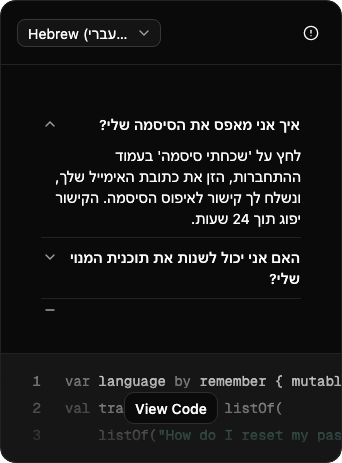 Hebrew (עברי...
איך אני מאפס את הסיסמה שלי?
לחץ על 'שכחתי סיסמה' בעמוד
ההתחברות, הזן את כתובת האימייל שלך,
ונשלח לך קישור לאיפוס הסיסמה. הקישור
יפוג תוך 24 שעות.
האם אני יכול לשנות את תוכנית המנוי
שלי?
1 var language by remember { mutabl
2 val tra View Code listOf(
3 listOf("How do I reset my pas